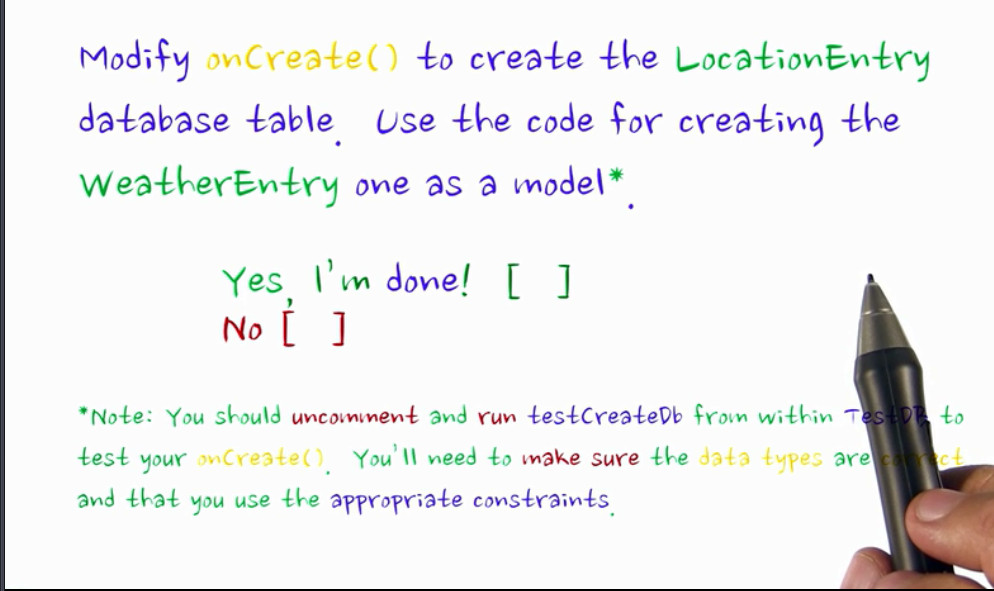 Modify onCreate() to create the LocationEntry
database table. Use the code for creating the
WeatherEntry one as a model*.
Yes, I'm done! [ ]
No [ ]
*Note: You should uncomment and run testCreateDb from within TestDB to
test your onCreate(). You'll need to make sure the data types are correct
and that you use the appropriate constraints.